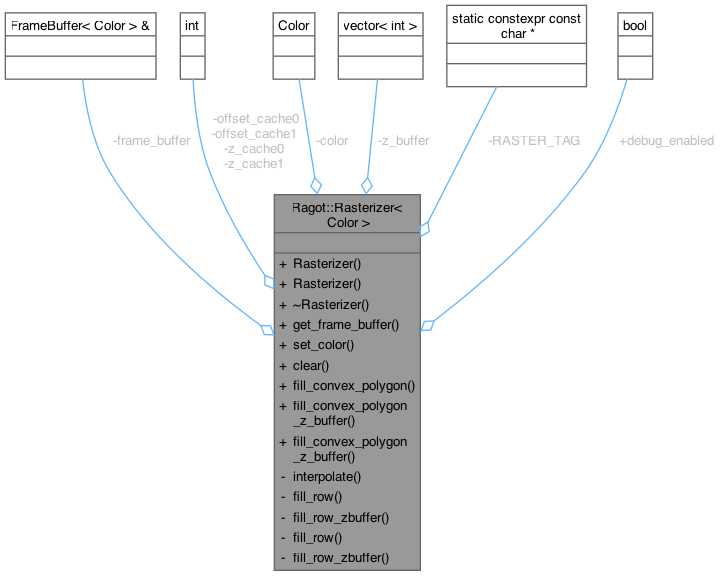 FrameBuffer< Color > &
int
Color
vector< int >
static constexpr const
char *
bool
-frame_buffer
-offset_cache0
-offset_cache1
-z_cache0
-z_cache1
-color
-z_buffer
-RASTER_TAG
+debug_enabled
Ragot::Rasterizer<
Color >
+ Rasterizer()
+ Rasterizer()
+ ~Rasterizer()
+ get_frame_buffer()
+ set_color()
+ clear()
+ fill_convex_polygon()
+ fill_convex_polygon
_z_buffer()
+ fill_convex_polygon
_z_buffer()
- interpolate()
- fill_row()
- fill_row_zbuffer()
- fill_row()
- fill_row_zbuffer()